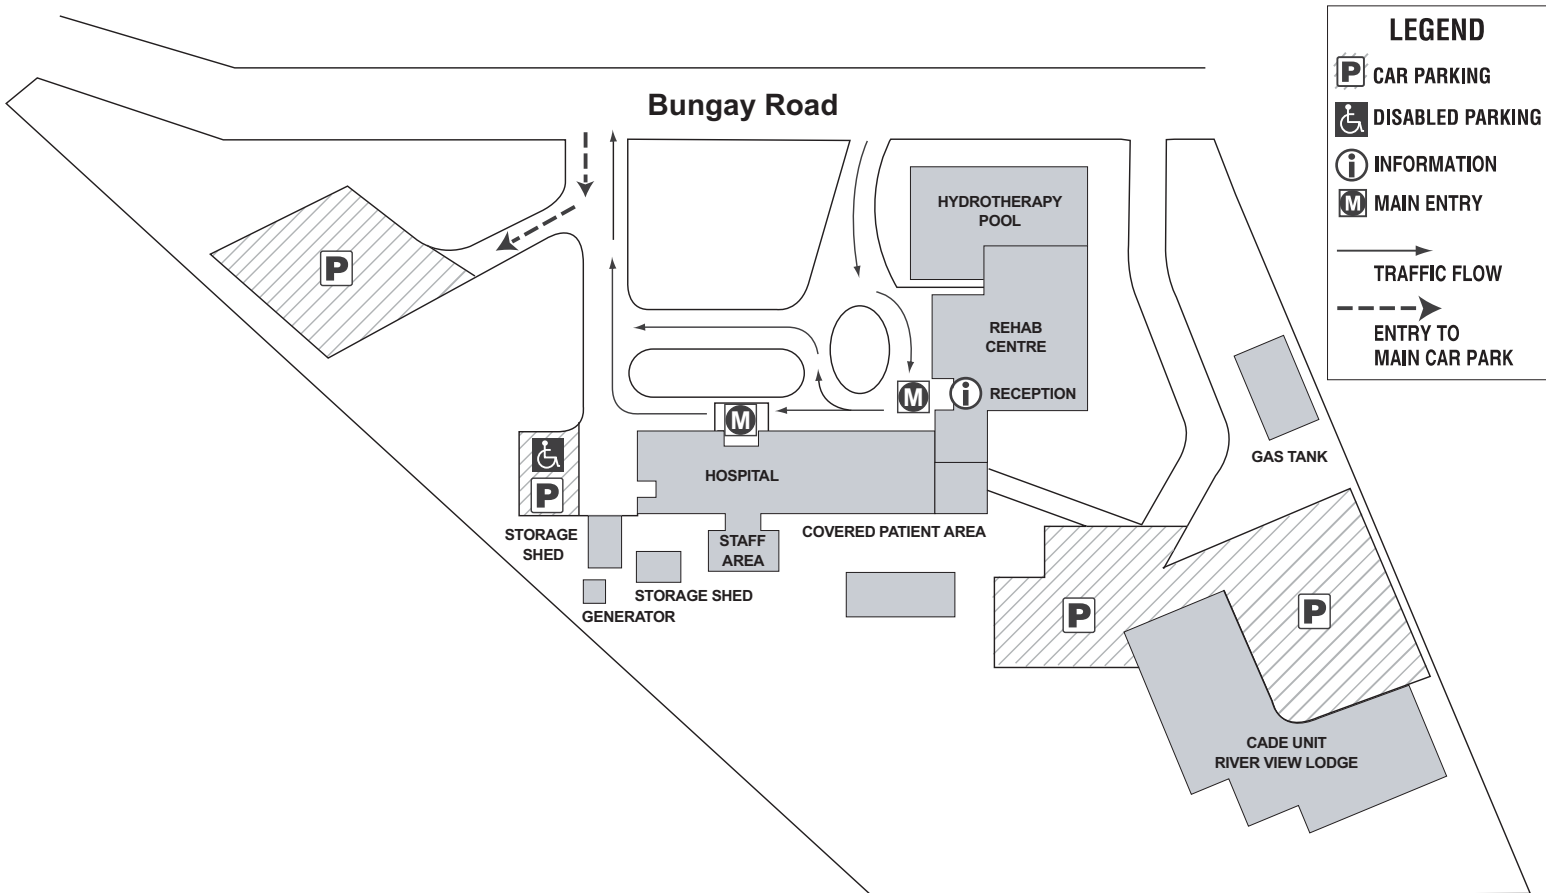 LEGEND
P CAR PARKING
DISABLED PARKING
i INFORMATION
M MAIN ENTRY
TRAFFIC FLOW
ENTRY TO
MAIN CAR PARK
Bungay Road
HYDROTHERAPY
POOL
P
REHAB
CENTRE
M
i RECEPTION
M
GAS TANK
HOSPITAL
P
STORAGE
SHED
STAFF
AREA
COVERED PATIENT AREA
STORAGE SHED
GENERATOR
P
P
CADE UNIT
RIVER VIEW LODGE